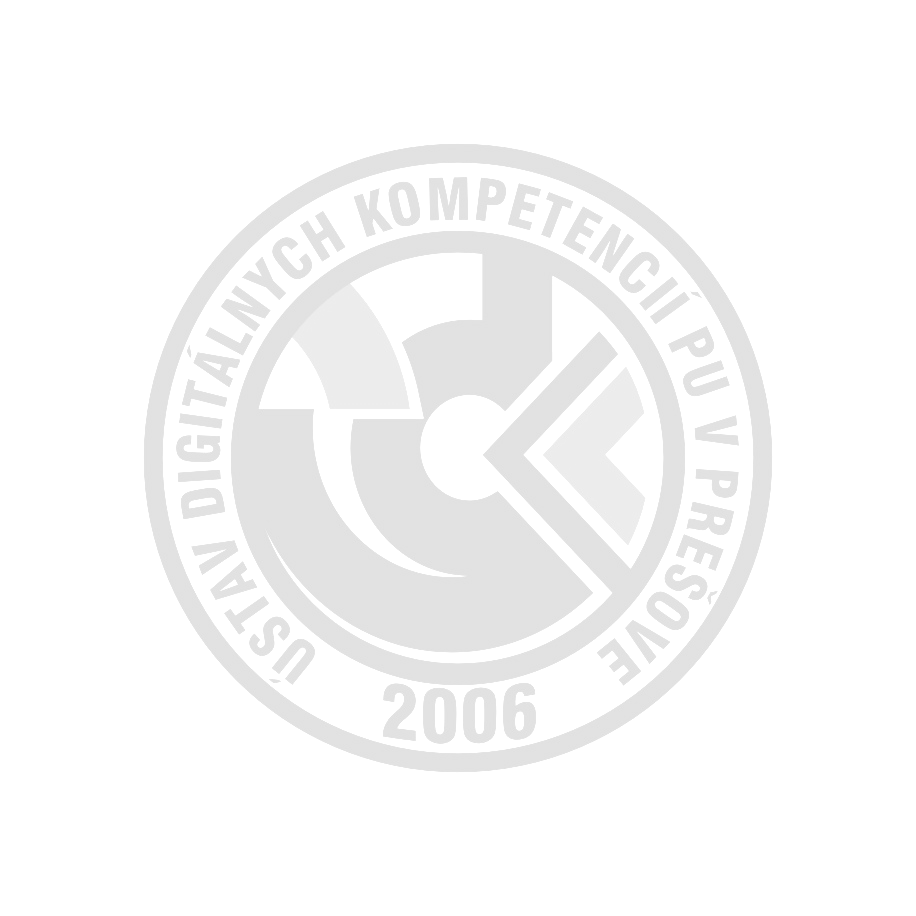 ÚSTAV DIGITÁLNYCH KOMPETENCIÍ PU V PREŠOVE
2006